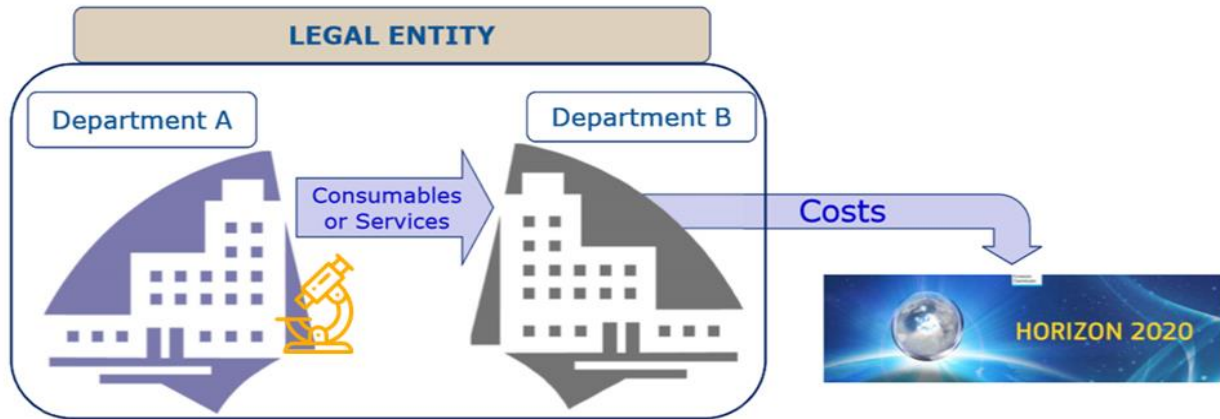 LEGAL ENTITY
Department A
Department B
Consumables
or Services
Costs
HORIZON 2020